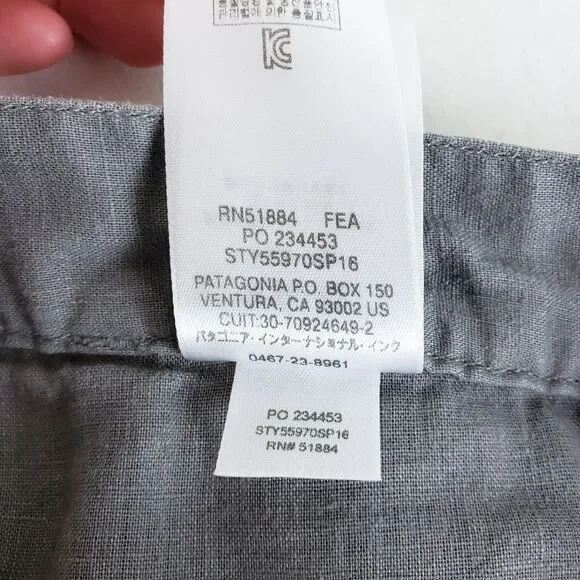 RN51884 FEA
PO 234453
STY55970SP16
PATAGONIA P.O. BOX 150
VENTURA, CA 93002 US
CUIT:30-70924649-2
パタゴニア・インターナショナル・インク
0467-23-8961
PO 234453
STY55970SP16
RN# 51884